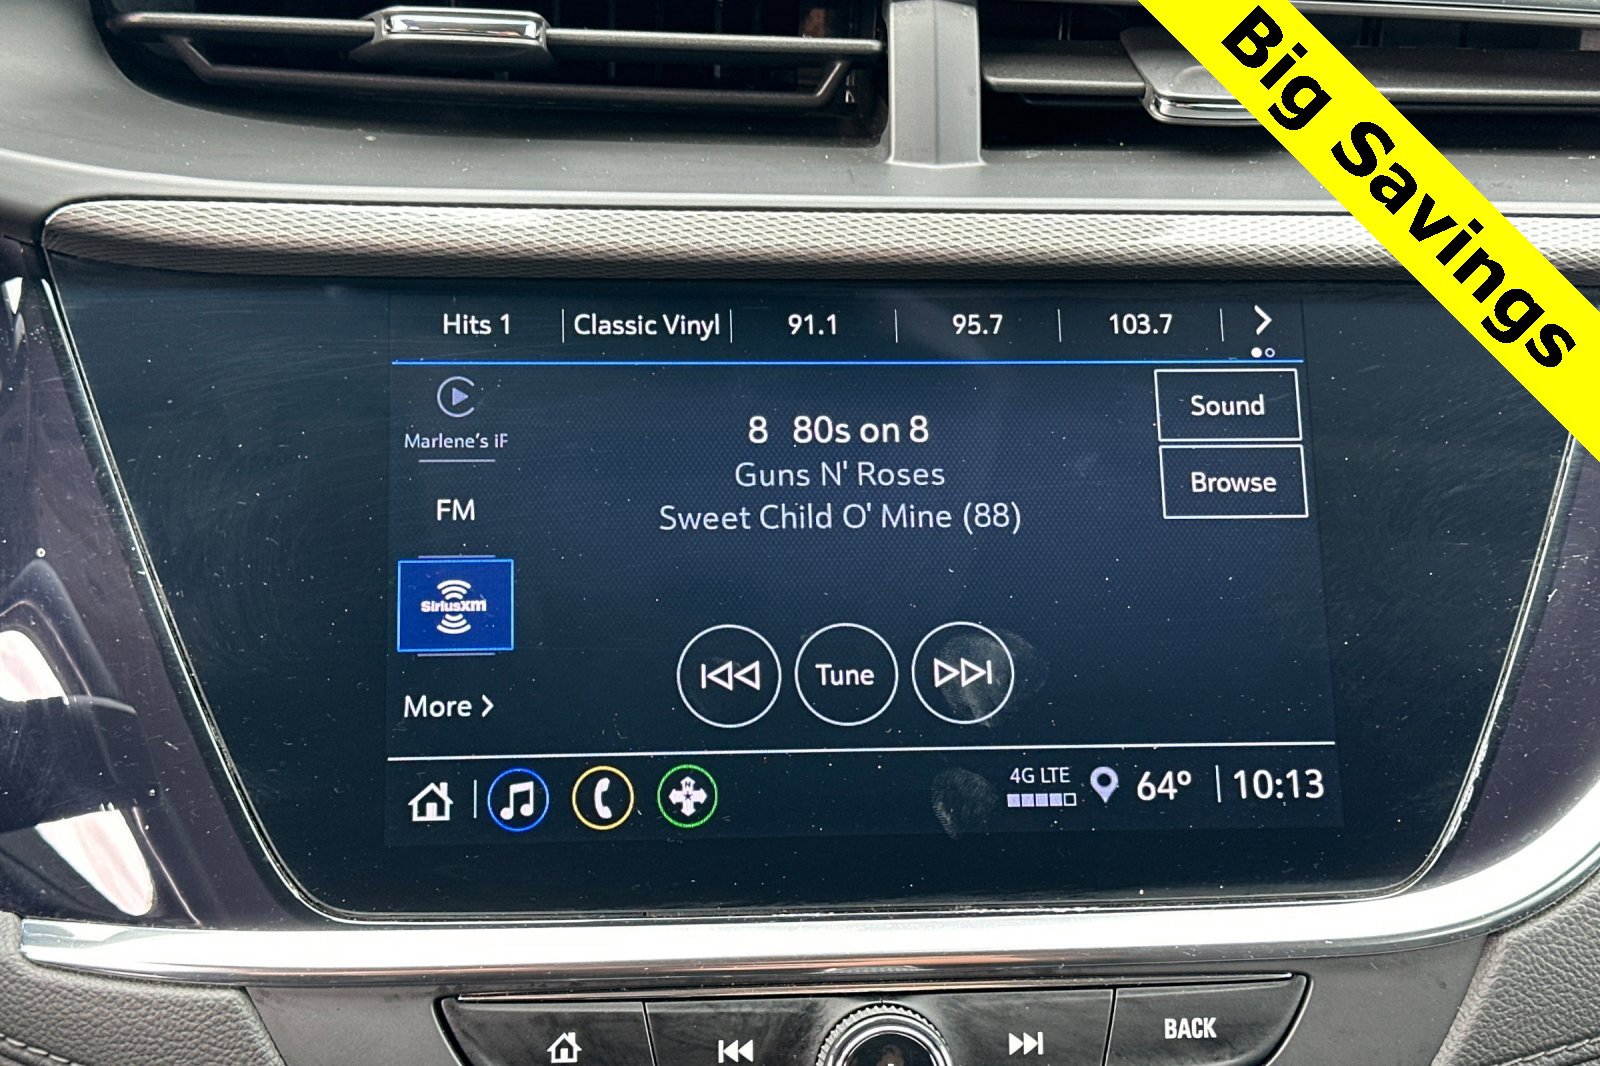 Big Savings
Hits 1
Classic Vinyl
91.1
95.7
103.7
Marlene's iF
Sound
8 80s on 8
Guns N' Roses
Browse
FM
Sweet Child O' Mine (88)
SiriusXM
Tune
More
4G LTE
64°
10:13
BACK